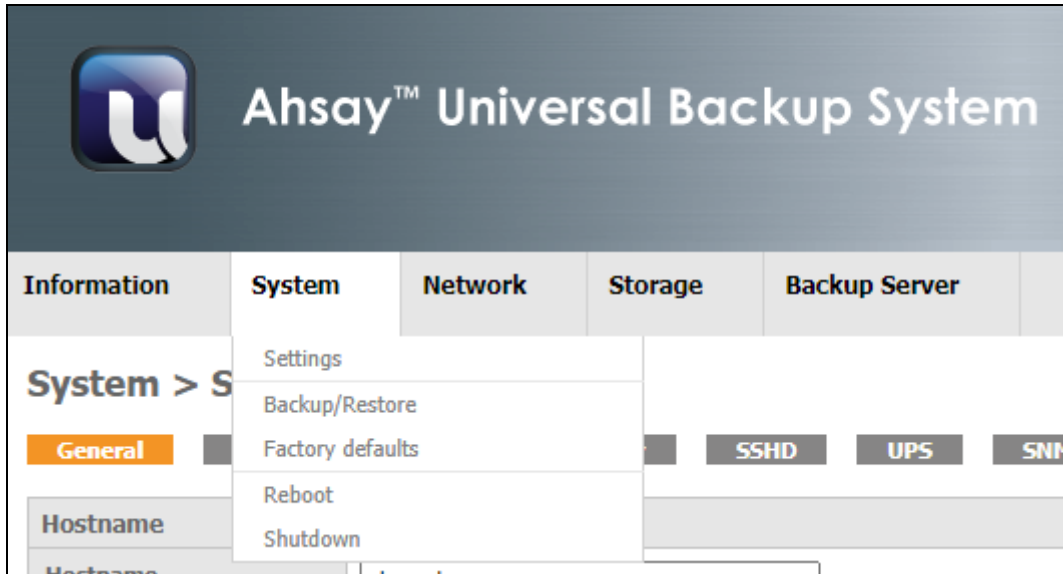 Ahsay™ Universal Backup System
Information System Network Storage Backup Server
Settings
System > S
Backup/Restore
General SSHD UPS
Factory defaults
Reboot
Hostname
Shutdown
Hostname